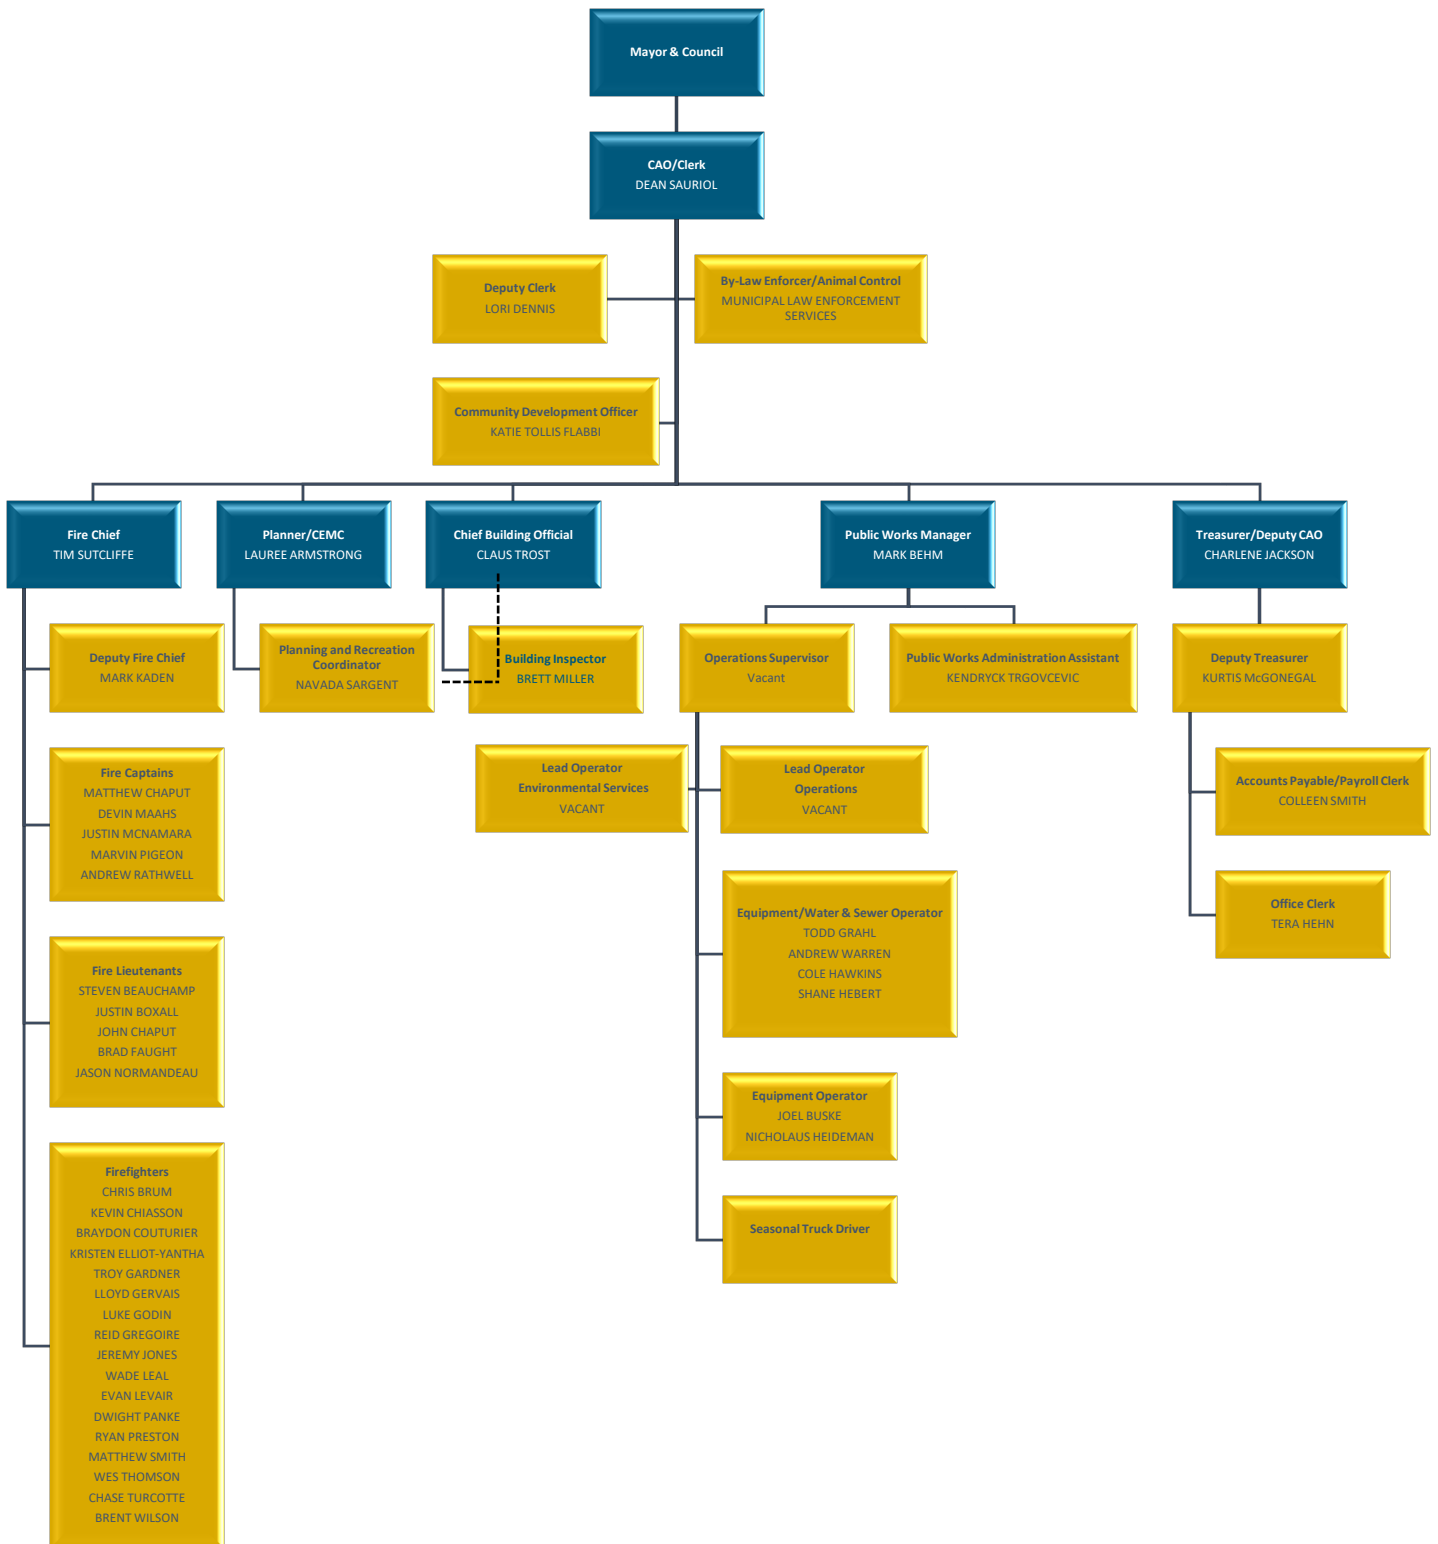 Mayor & Council
CAO/Clerk
DEAN SAURIOL
Deputy Clerk
LORI DENNIS
By-Law Enforcer/Animal Control
MUNICIPAL LAW ENFORCEMENT
SERVICES
Community Development Officer
KATIE TOLLIS FLABBI
Fire Chief
TIM SUTCLIFFE
Planner/CEMC
LAUREE ARMSTRONG
Chief Building Official
CLAUS TROST
Public Works Manager
MARK BEHM
Treasurer/Deputy CAO
CHARLENE JACKSON
Deputy Fire Chief
MARK KADEN
Planning and Recreation
Coordinator
NAVADA SARGENT
Building Inspector
BRETT MILLER
Operations Supervisor
Vacant
Public Works Administration Assistant
KENDRYCK TRGOVCEVIC
Deputy Treasurer
KURTIS McGONEGAL
Fire Captains
MATTHEW CHAPUT
DEVIN MAAHS
JUSTIN MCNAMARA
MARVIN PIGEON
ANDREW RATHWELL
Lead Operator
Environmental Services
VACANT
Lead Operator
Operations
VACANT
Accounts Payable/Payroll Clerk
COLLEEN SMITH
Equipment/Water & Sewer Operator
TODD GRAHL
ANDREW WARREN
COLE HAWKINS
SHANE HEBERT
Office Clerk
TERA HEHN
Fire Lieutenants
STEVEN BEAUCHAMP
JUSTIN BOXALL
JOHN CHAPUT
BRAD FAUGHT
JASON NORMANDEAU
Equipment Operator
JOEL BUSKE
NICHOLAUS HEIDEMAN
Seasonal Truck Driver
Firefighters
CHRIS BRUM
KEVIN CHIASSON
BRAYDON COUTURIER
KRISTEN ELLIOT-YANTHA
TROY GARDNER
LLOYD GERVAIS
LUKE GODIN
REID GREGOIRE
JEREMY JONES
WADE LEAL
EVAN LEVAIR
DWIGHT PANKE
RYAN PRESTON
MATTHEW SMITH
WES THOMSON
CHASE TURCOTTE
BRENT WILSON